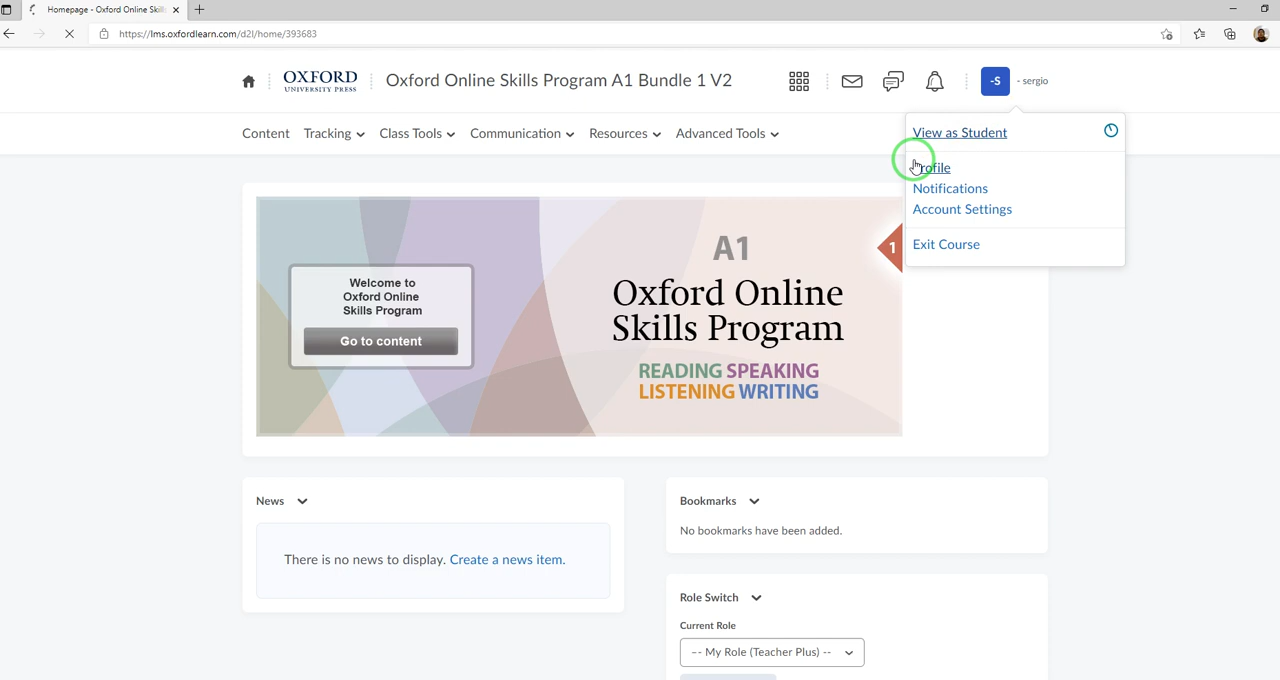 Homepage - Oxford Online Skills
https://lms.oxfordlearn.com/d2l/home/393683
OXFORD
UNIVERSITY PRESS
Oxford Online Skills Program A1 Bundle 1 V2
-S
- sergio
Content
Tracking
Class Tools
Communication
Resources
Advanced Tools
View as Student
Profile
Notifications
Account Settings
Exit Course
Welcome to
Oxford Online
Skills Program
Go to content
A1
Oxford Online
Skills Program
READING SPEAKING
LISTENING WRITING
1
News
There is no news to display. Create a news item.
Bookmarks
No bookmarks have been added.
Role Switch
Current Role
-- My Role (Teacher Plus) --